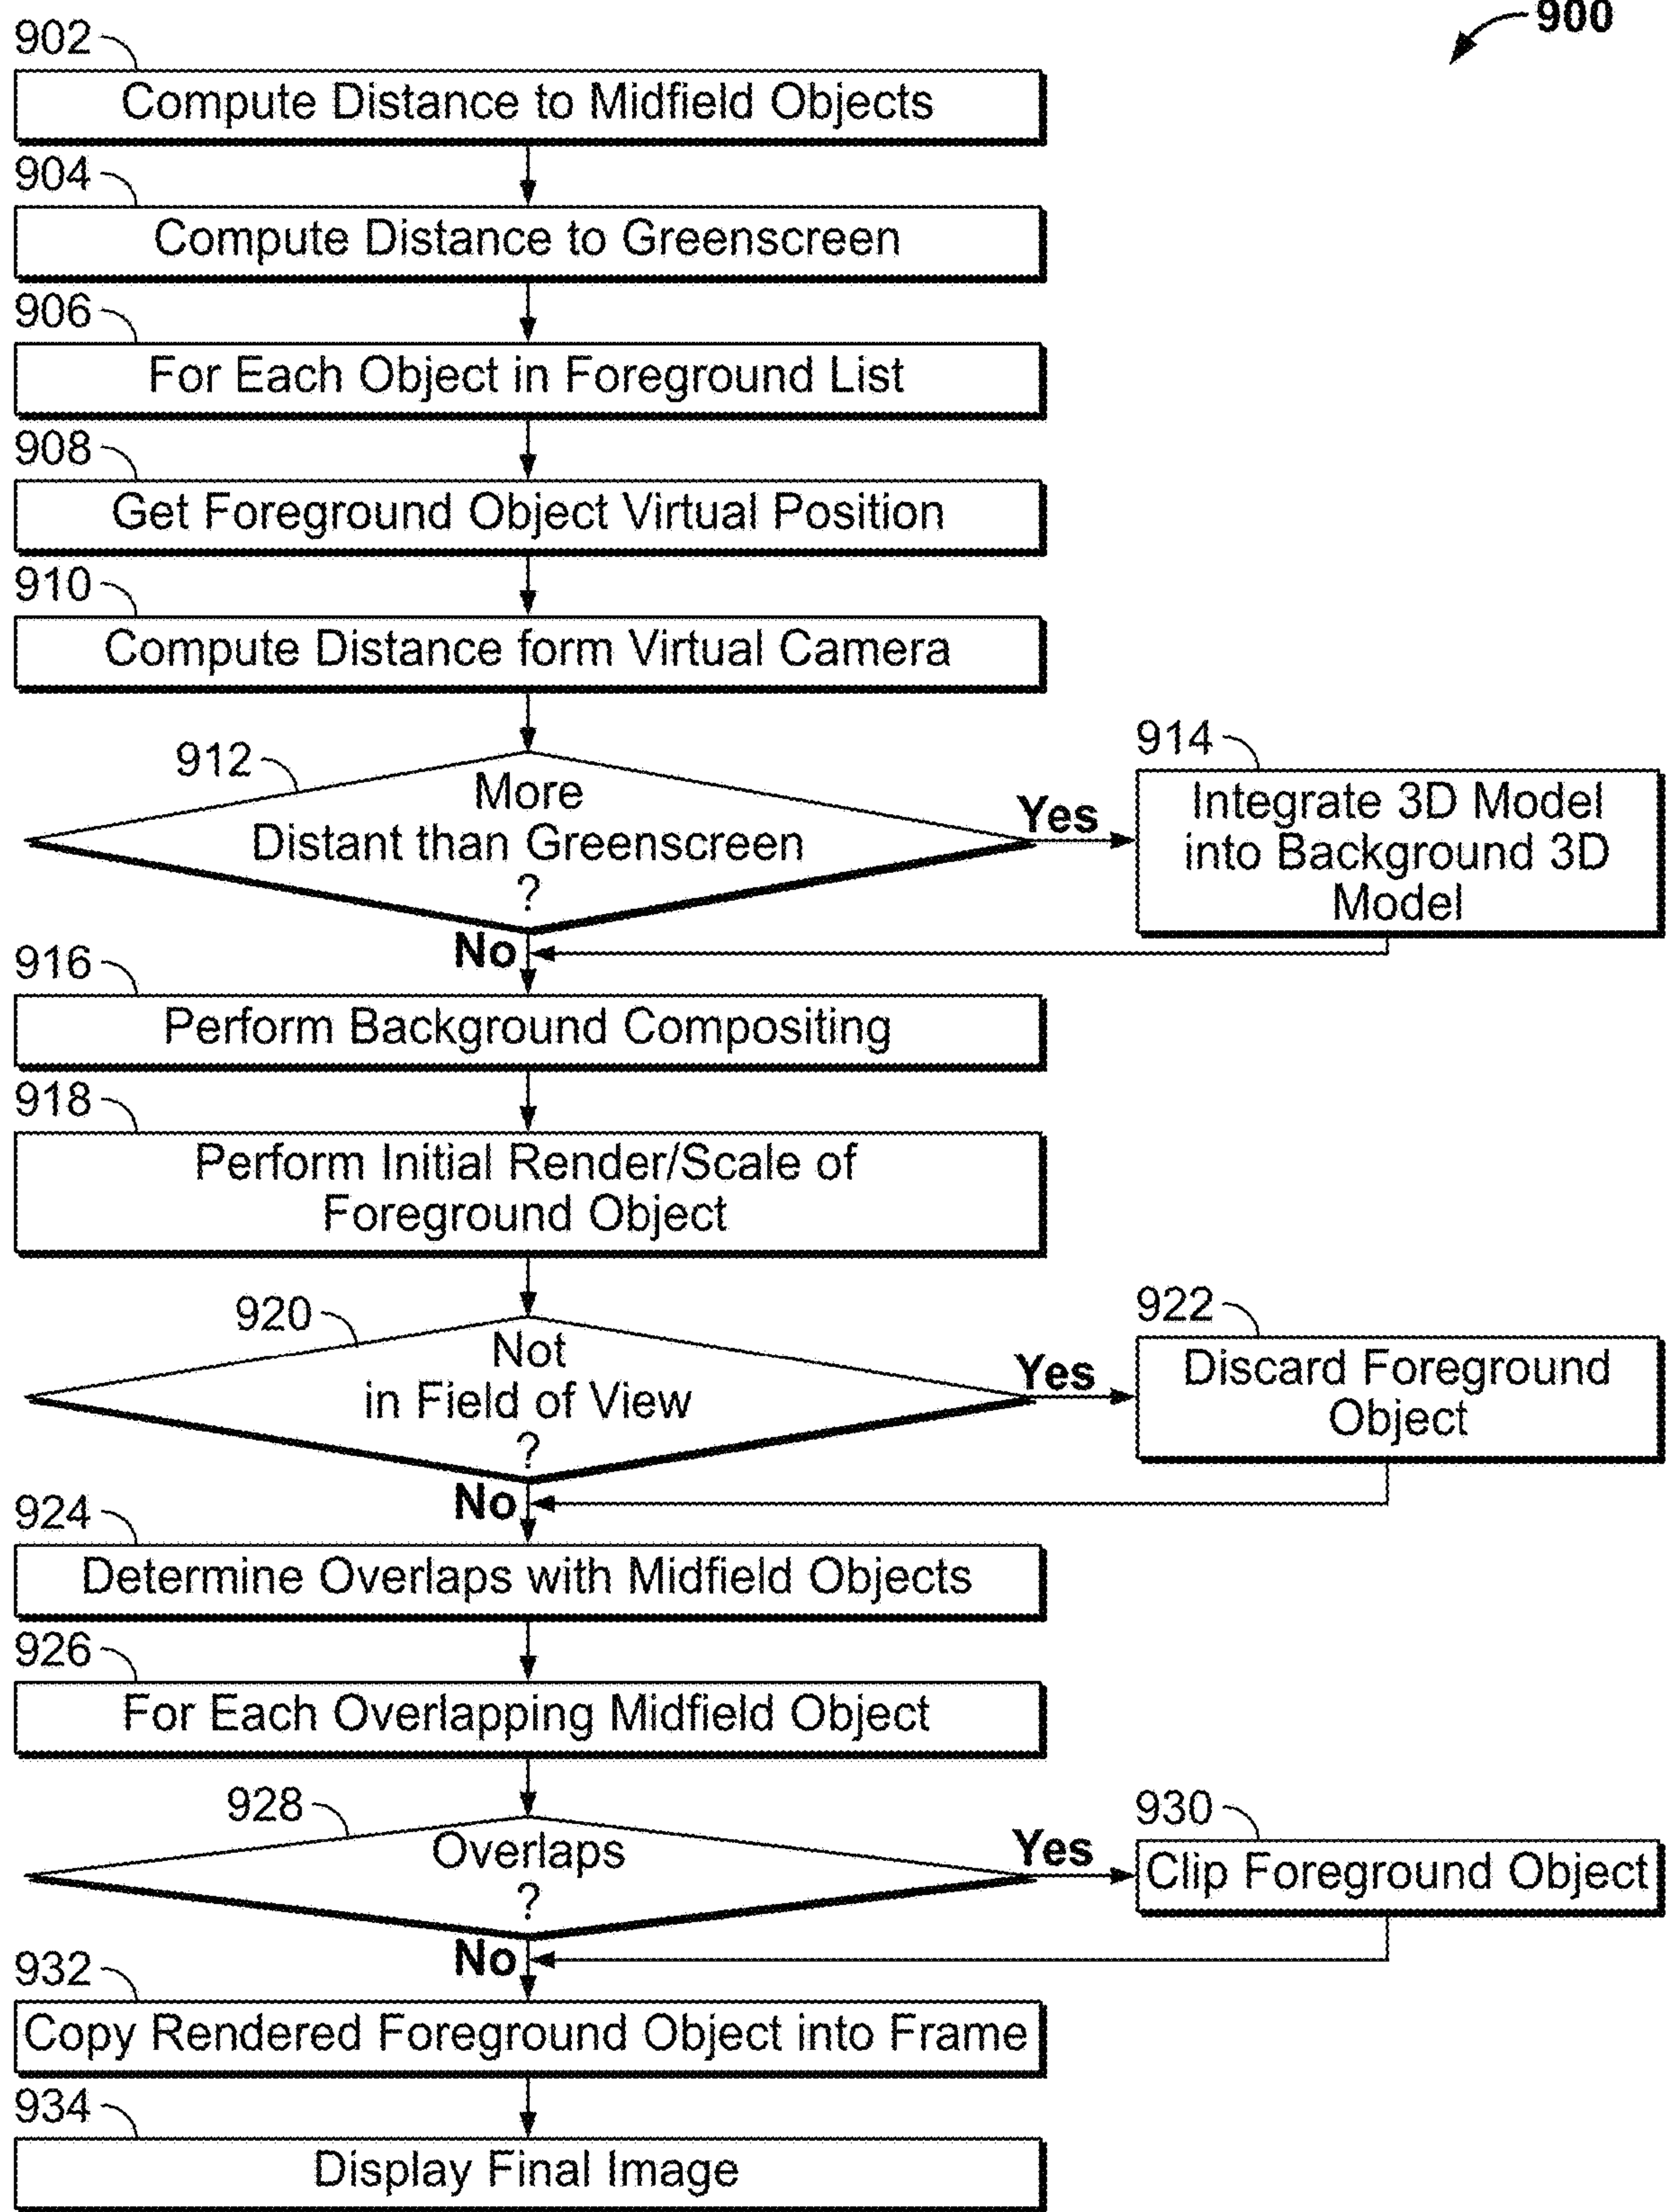 900
902
Compute Distance to Midfield Objects
904
Compute Distance to Greenscreen
906
For Each Object in Foreground List
908
Get Foreground Object Virtual Position
910
Compute Distance form Virtual Camera
912
More
Distant than Greenscreen
?
Yes
914
Integrate 3D Model
into Background 3D
Model
No
916
Perform Background Compositing
918
Perform Initial Render/Scale of
Foreground Object
920
Not
in Field of View
?
Yes
922
Discard Foreground
Object
No
924
Determine Overlaps with Midfield Objects
926
For Each Overlapping Midfield Object
928
Overlaps
?
Yes
930
Clip Foreground Object
No
932
Copy Rendered Foreground Object into Frame
934
Display Final Image